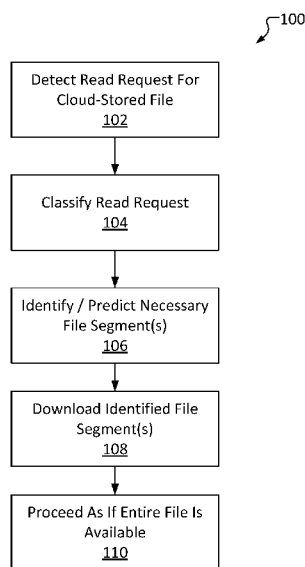 100
Detect Read Request For
Cloud-Stored File
102
Classify Read Request
104
Identify / Predict Necessary
File Segment(s)
106
Download Identified File
Segment(s)
108
Proceed As If Entire File Is
Available
110